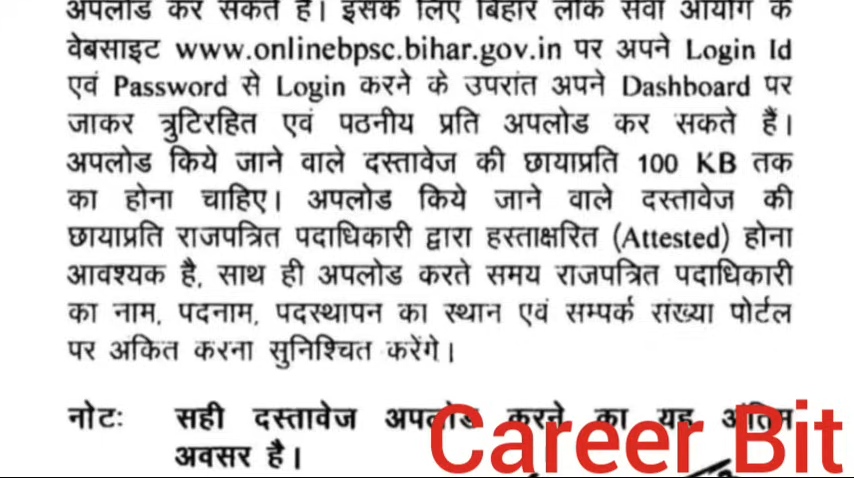 अपलोड कर सकते हैं। इसके लिए बिहार लोक सेवा आयोग के
वेबसाइट www.onlinebpsc.bihar.gov.in पर अपने Login Id
एवं Password से Login करने के उपरांत अपने Dashboard पर
जाकर त्रुटिरहित एवं पठनीय प्रति अपलोड कर सकते हैं।
अपलोड किये जाने वाले दस्तावेज की छायाप्रति 100 KB तक
का होना चाहिए। अपलोड किये जाने वाले दस्तावेज की
छायाप्रति राजपत्रित पदाधिकारी द्वारा हस्ताक्षरित (Attested) होना
आवश्यक है, साथ ही अपलोड करते समय राजपत्रित पदाधिकारी
का नाम, पदनाम, पदस्थापन का स्थान एवं सम्पर्क संख्या पोर्टल
पर अंकित करना सुनिश्चित करेंगे।
नोटः सही दस्तावेज अपलोड करने का यह अंतिम
अवसर है।
Career Bit